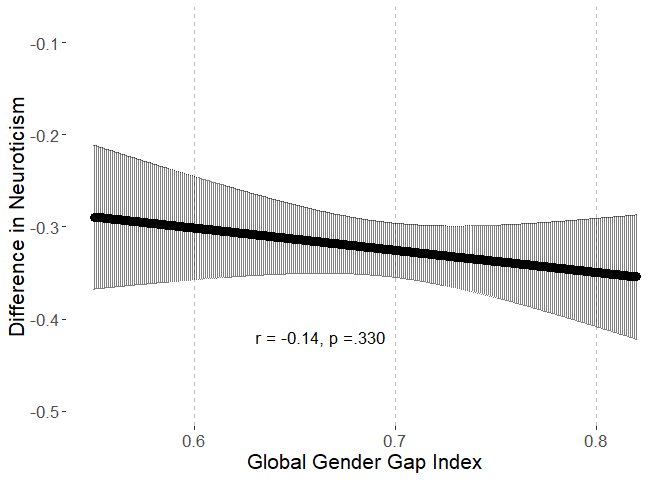 Difference in Neuroticism
-0.1
-0.2
-0.3
-0.4
-0.5
r = -0.14, p =.330
0.6 0.7 0.8
Global Gender Gap Index